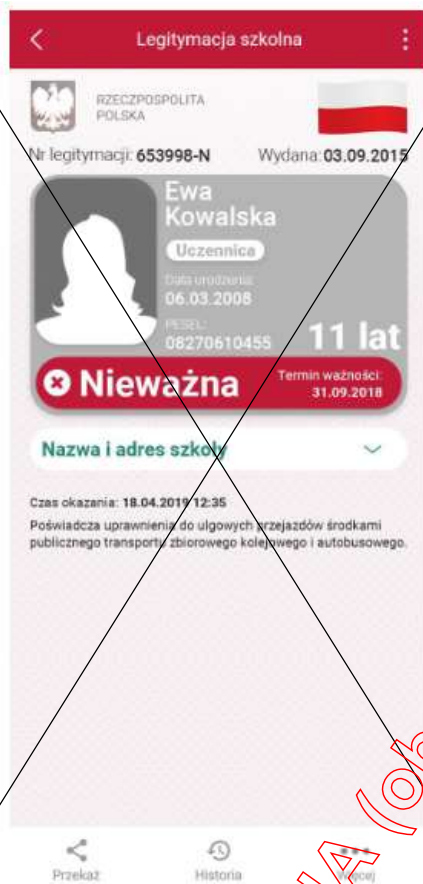 Legitymacja szkolna
RZECZPOSPOLITA
POLSKA
Nr legitymacji: 653998-N Wydana: 03.09.2015
Ewa
Kowalska
Uczennica
Data urodzenia:
06.03.2008
PESEL:
08270610455
11 lat
Nieważna
Termin ważności:
31.09.2018
Nazwa i adres szkoły
Czas okazania: 18.04.2019 12:35
Poświadcza uprawnienia do ulgowych przejazdów środkami
publicznego transportu zbiorowego kolejowego i autobusowego.
Przekaż Historia Więcej